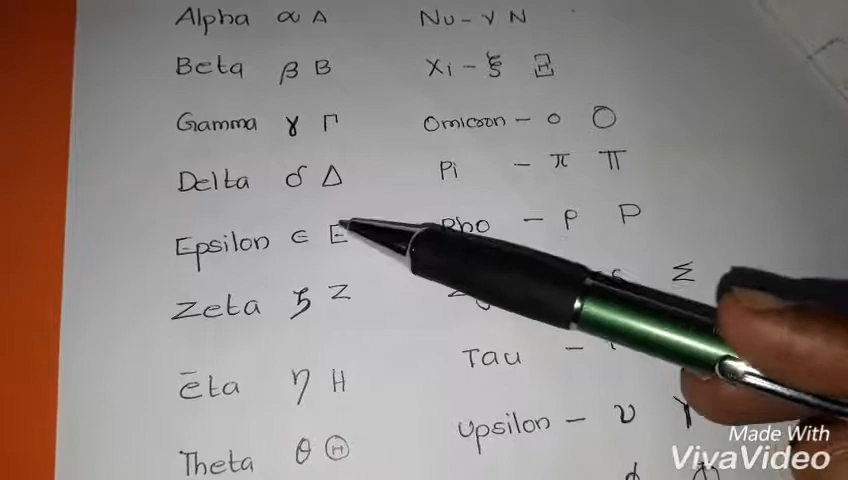 Alpha α Δ
Beta β B
Gamma γ Γ
Delta δ Δ
Epsilon ∈ E
Zeta ζ Z
ēta η H
Theta θ Θ
Nu - ν N
Xi - ξ Ξ
Omicron - o O
Pi - π Π
Rho - ρ P
Σ
Tau -
Upsilon - υ Υ
Made With
VivaVideo